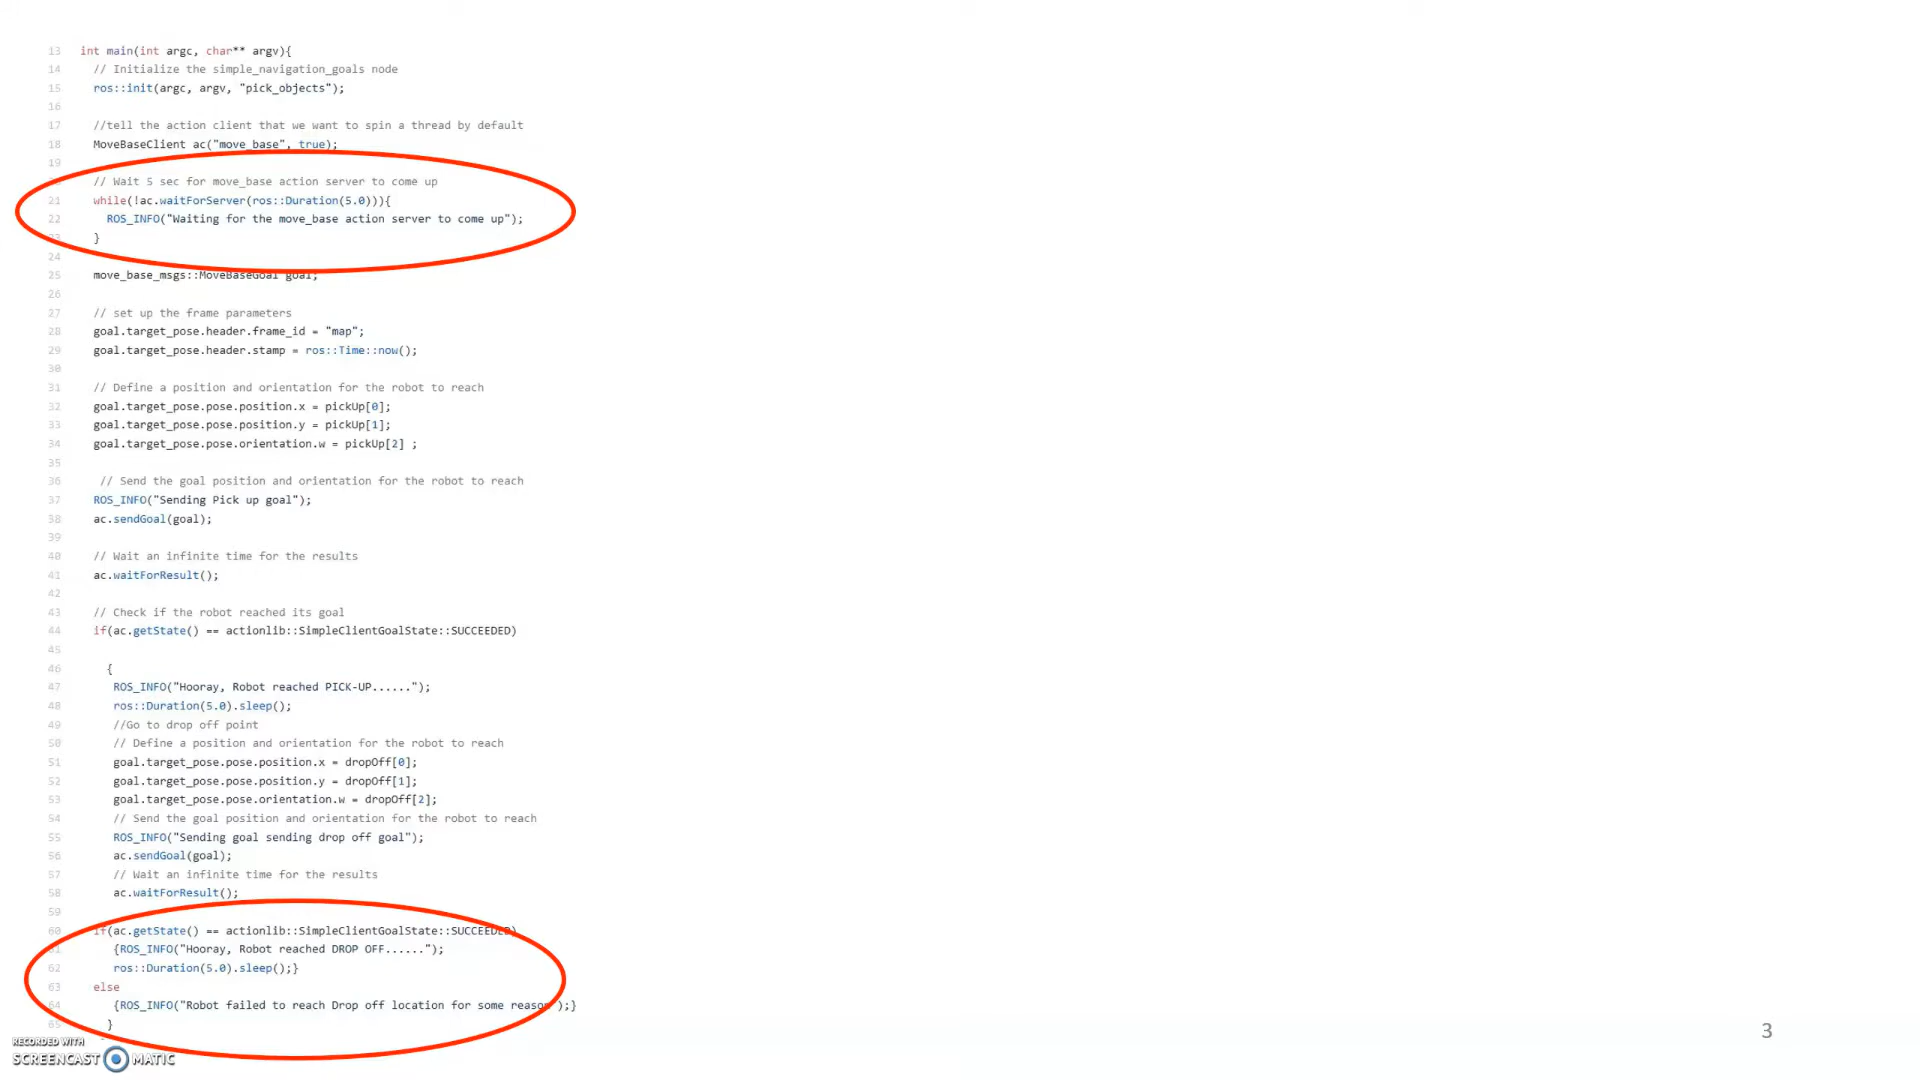 13 int main(int argc, char** argv){
14 // Initialize the simple_navigation_goals node
15 ros::init(argc, argv, "pick_objects");
16
17 //tell the action client that we want to spin a thread by default
18 MoveBaseClient ac("move_base", true);
19
// Wait 5 sec for move_base action server to come up
21 while(!ac.waitForServer(ros::Duration(5.0))){
22 ROS_INFO("Waiting for the move_base action server to come up");
23 }
24
25 move_base_msgs::MoveBaseGoal goal;
26
27 // set up the frame parameters
28 goal.target_pose.header.frame_id = "map";
29 goal.target_pose.header.stamp = ros::Time::now();
30
31 // Define a position and orientation for the robot to reach
32 goal.target_pose.pose.position.x = pickUp[0];
33 goal.target_pose.pose.position.y = pickUp[1];
34 goal.target_pose.pose.orientation.w = pickUp[2] ;
35
36 // Send the goal position and orientation for the robot to reach
37 ROS_INFO("Sending Pick up goal");
38 ac.sendGoal(goal);
39
40 // Wait an infinite time for the results
41 ac.waitForResult();
42
43 // Check if the robot reached its goal
44 if(ac.getState() == actionlib::SimpleClientGoalState::SUCCEEDED)
45
46 {
47 ROS_INFO("Hooray, Robot reached PICK-UP......");
48 ros::Duration(5.0).sleep();
49 //Go to drop off point
50 // Define a position and orientation for the robot to reach
51 goal.target_pose.pose.position.x = dropOff[0];
52 goal.target_pose.pose.position.y = dropOff[1];
53 goal.target_pose.pose.orientation.w = dropOff[2];
54 // Send the goal position and orientation for the robot to reach
55 ROS_INFO("Sending goal sending drop off goal");
56 ac.sendGoal(goal);
57 // Wait an infinite time for the results
58 ac.waitForResult();
59
60 if(ac.getState() == actionlib::SimpleClientGoalState::SUCCEEDED)
61 {ROS_INFO("Hooray, Robot reached DROP OFF......");
62 ros::Duration(5.0).sleep();}
63 else
64 {ROS_INFO("Robot failed to reach Drop off location for some reason");}
65 }
RECORDED WITH
SCREENCAST MATIC
3